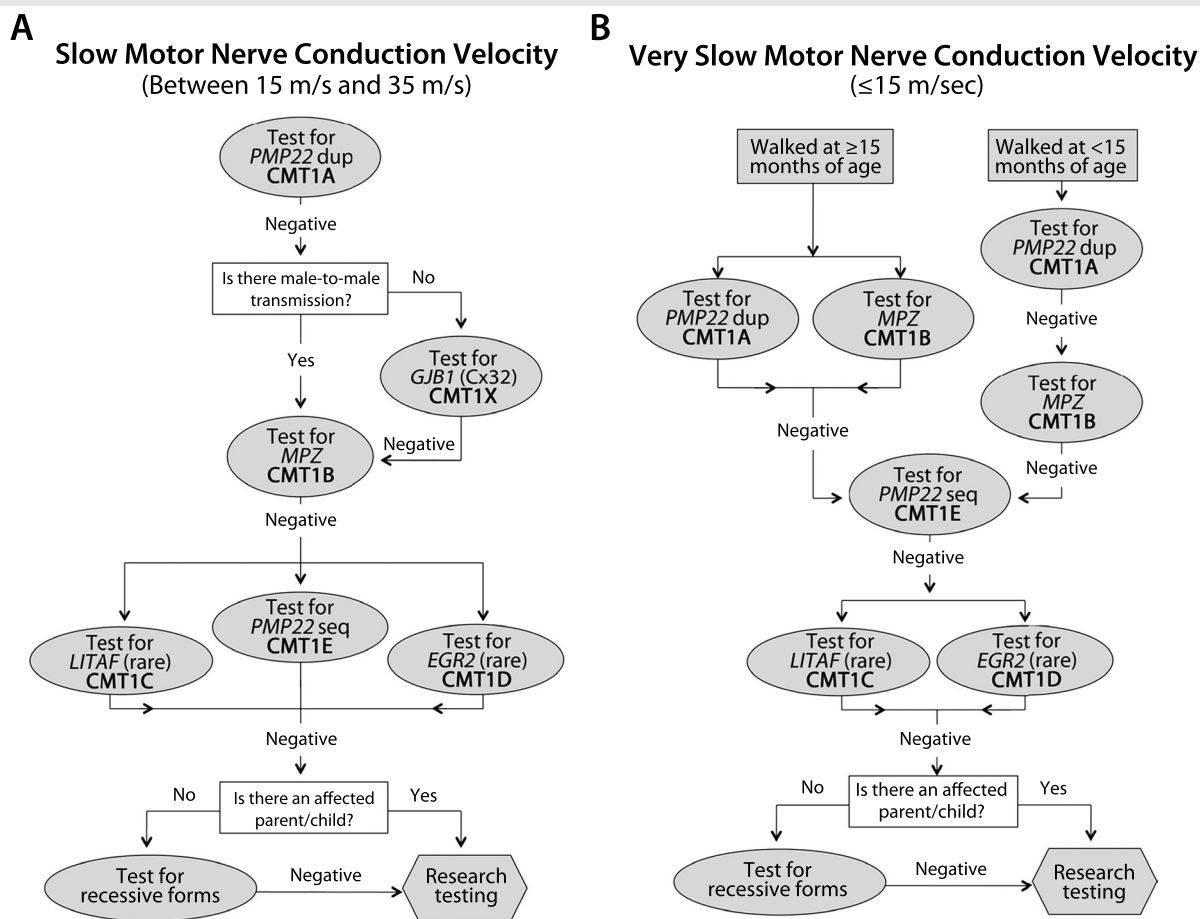 A
Slow Motor Nerve Conduction Velocity
(Between 15 m/s and 35 m/s)
Test for
PMP22 dup
CMT1A
Negative
Is there male-to-male
transmission?
No
Yes
Test for
GJB1 (Cx32)
CMT1X
Negative
Test for
MPZ
CMT1B
Negative
Test for
LITAF (rare)
CMT1C
Test for
PMP22 seq
CMT1E
Test for
EGR2 (rare)
CMT1D
Negative
Is there an affected
parent/child?
No
Yes
Test for
recessive forms
Negative
Research
testing
B
Very Slow Motor Nerve Conduction Velocity
(≤15 m/sec)
Walked at ≥15
months of age
Walked at <15
months of age
Test for
PMP22 dup
CMT1A
Test for
MPZ
CMT1B
Negative
Test for
PMP22 dup
CMT1A
Negative
Test for
MPZ
CMT1B
Negative
Test for
PMP22 seq
CMT1E
Negative
Test for
LITAF (rare)
CMT1C
Test for
EGR2 (rare)
CMT1D
Negative
Is there an affected
parent/child?
No
Yes
Test for
recessive forms
Negative
Research
testing